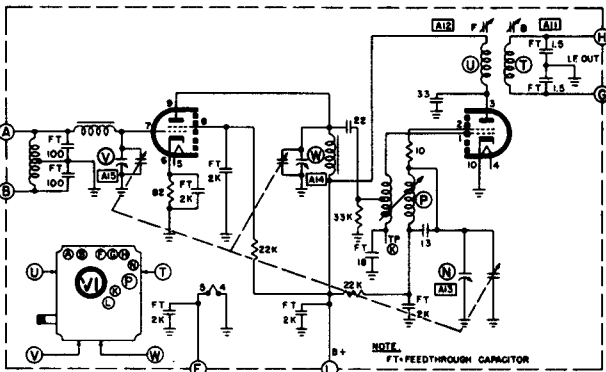 A12
F
B
A11
H
FT 1.5
U
T
I.F. OUT
33
FT 1.5
G
9
3
A
FT 100
V
7
8
22
W
2
1
10
FT 100
A15
6
5
FT 2K
A14
10
4
B
82
FT 2K
33K
P
22K
FT 18
TP K
13
N
A13
A B F G H
N
U
V1
P
T
K
L
5 4
22K
FT 2K
FT 2K
FT 2K
B+
V
W
NOTE.
FT=FEEDTHROUGH CAPACITOR